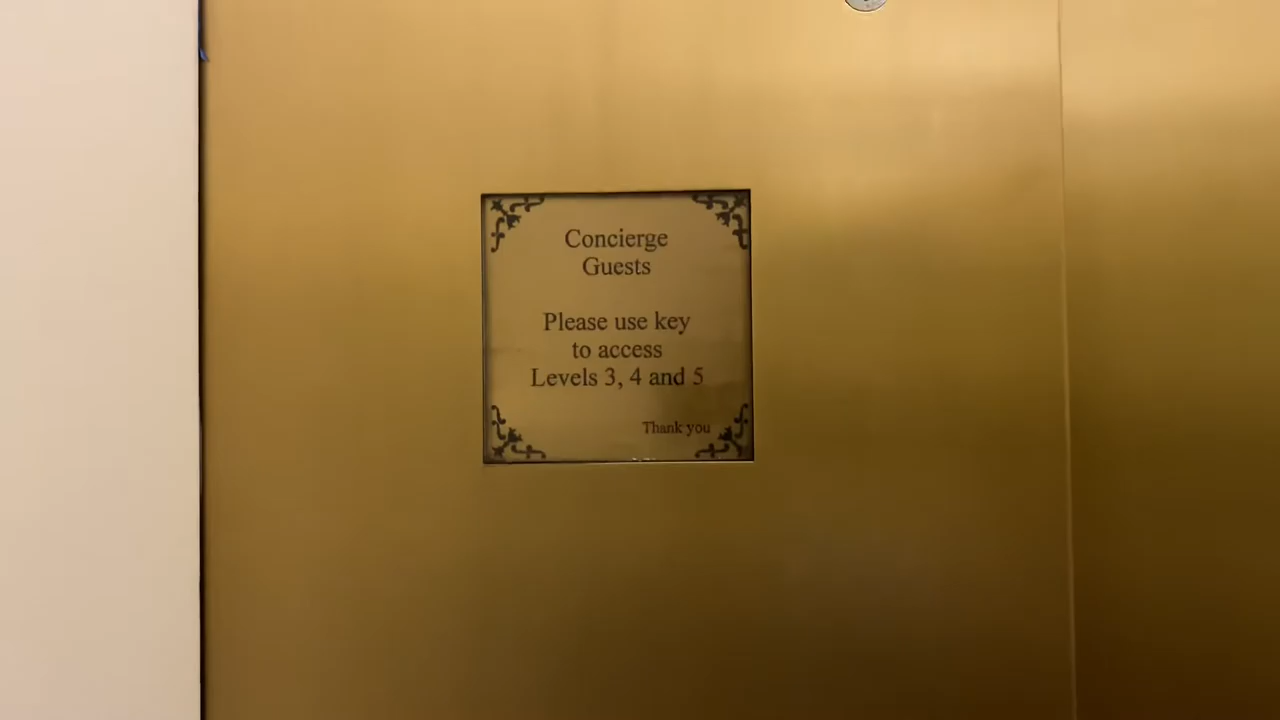 Concierge
Guests
Please use key
to access
Levels 3, 4 and 5
Thank you